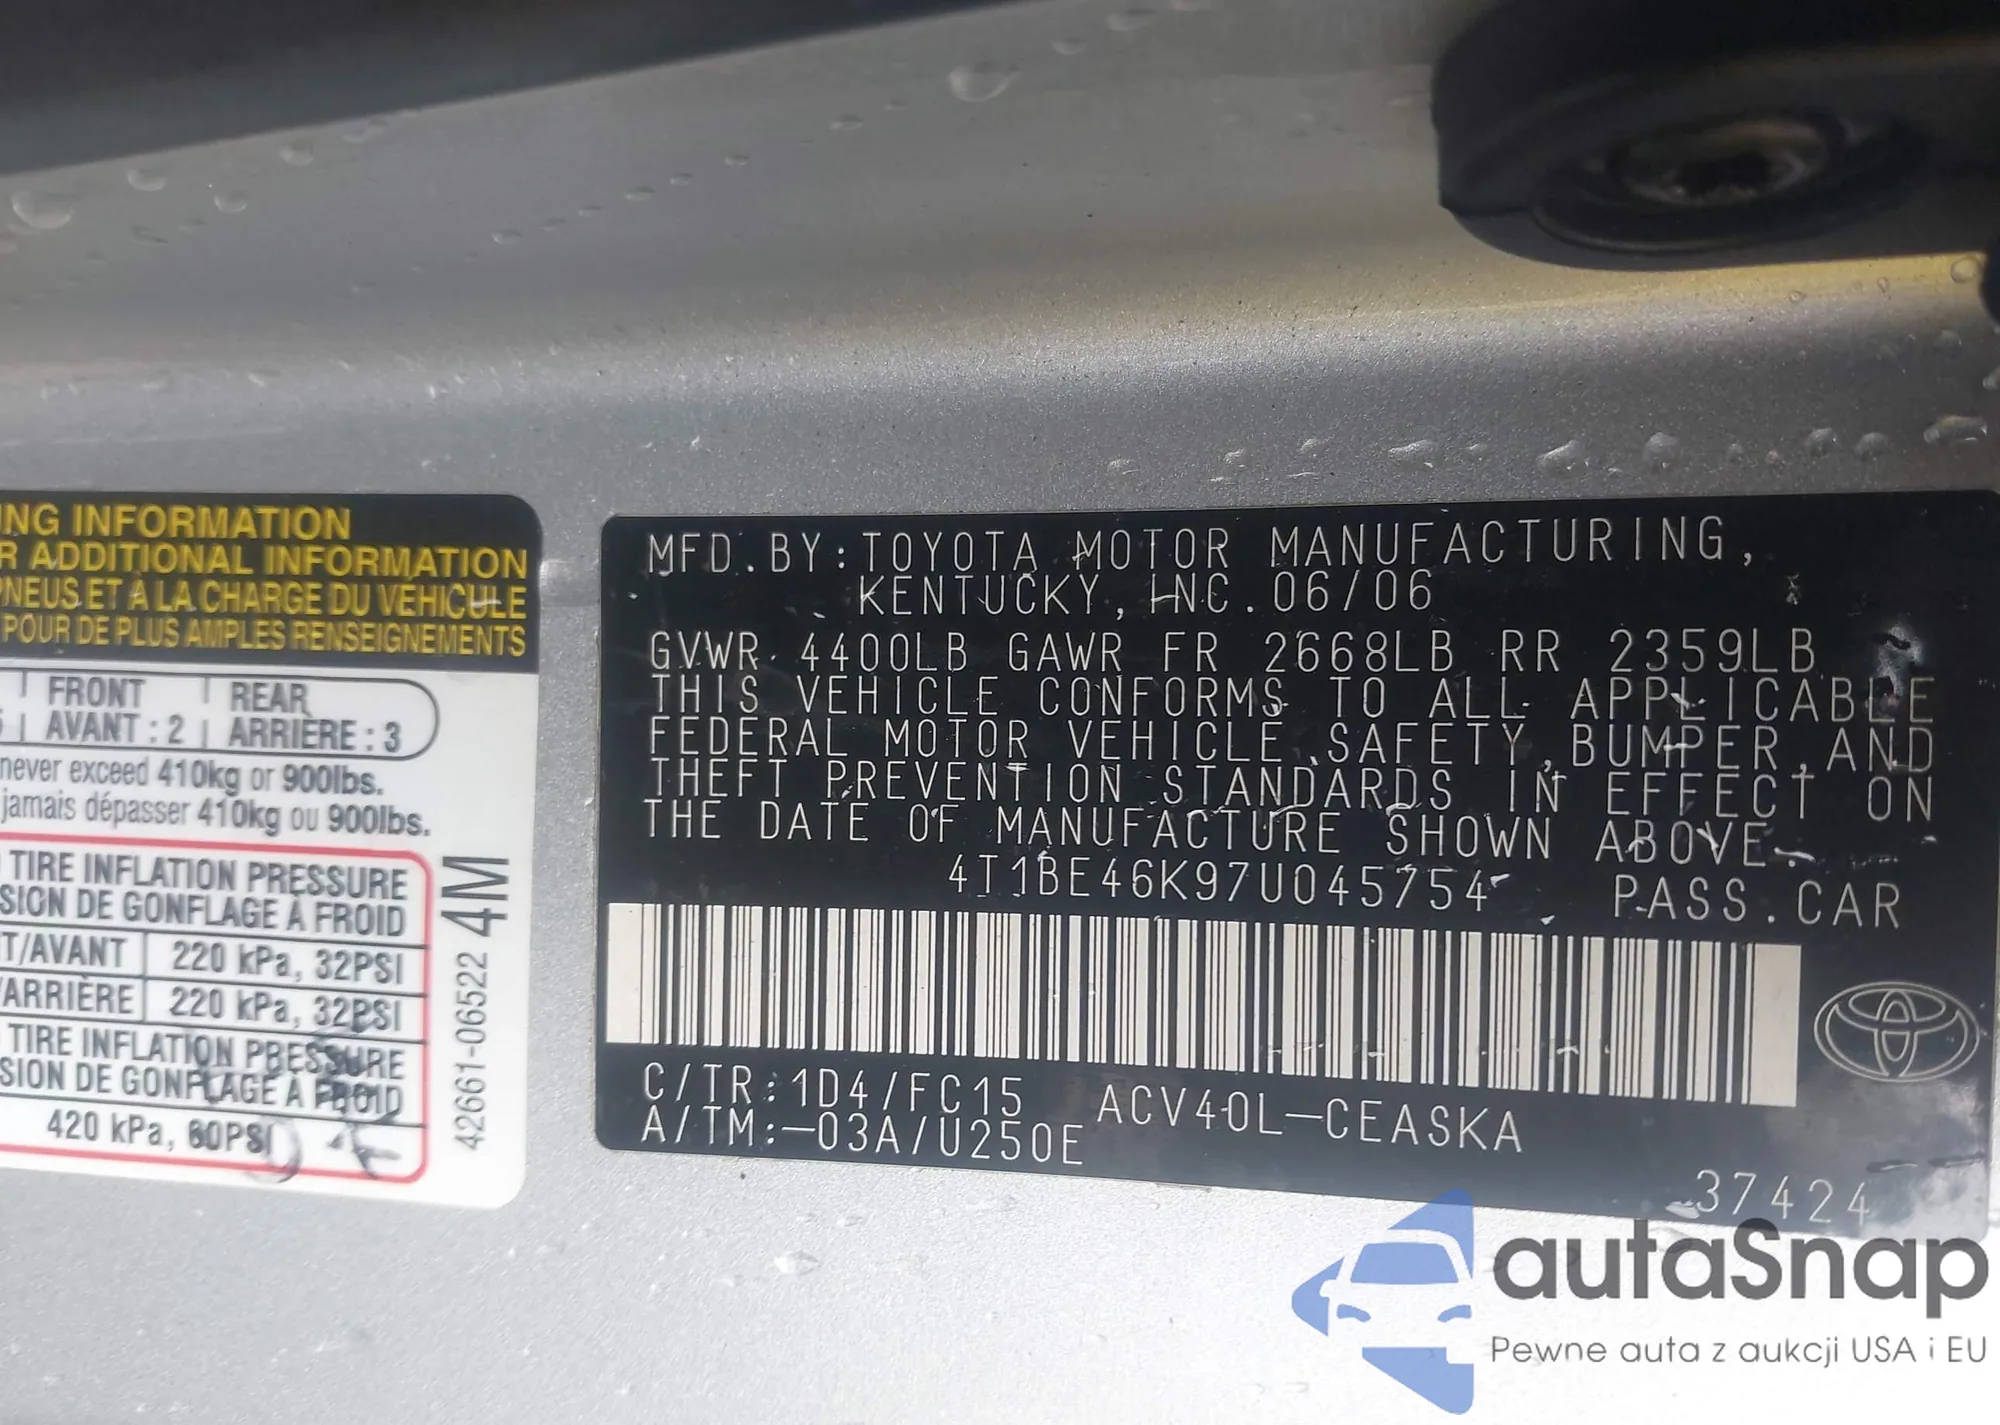 NG INFORMATION
R ADDITIONAL INFORMATION
PNEUS ET À LA CHARGE DU VÉHICULE
POUR DE PLUS AMPLES RENSEIGNEMENTS
FRONT REAR
AVANT : 2 ARRIÈRE : 3
never exceed 410kg or 900lbs.
jamais dépasser 410kg ou 900lbs.
TIRE INFLATION PRESSURE
SION DE GONFLAGE À FROID
T/AVANT 220 kPa, 32PSI
/ARRIÈRE 220 kPa, 32PSI
TIRE INFLATION PRESSURE
SION DE GONFLAGE À FROID
420 kPa, 60PSI
42661-06522 4M
MFD. BY: TOYOTA MOTOR MANUFACTURING,
KENTUCKY, INC. 06/06
GVWR 4400LB GAWR FR 2668LB RR 2359LB
THIS VEHICLE CONFORMS TO ALL APPLICABLE
FEDERAL MOTOR VEHICLE SAFETY, BUMPER, AND
THEFT PREVENTION STANDARDS IN EFFECT ON
THE DATE OF MANUFACTURE SHOWN ABOVE.
4T1BE46K97U045754 PASS. CAR
C/TR: 1D4/FC15 ACV40L-CEASKA
A/TM:-03A/U250E
37424
autaSnap
Pewne auta z aukcji USA i EU